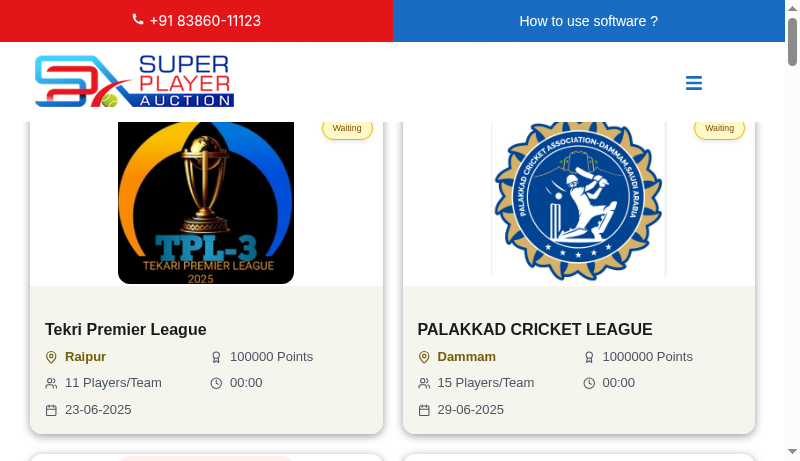 +91 83860-11123
How to use software ?
SUPER
PLAYER
AUCTION
Waiting
TPL-3
TEKARI PREMIER LEAGUE
2025
Tekri Premier League
Raipur
100000 Points
11 Players/Team
00:00
23-06-2025
Waiting
PALAKKAD CRICKET ASSOCIATION-DAMMAM, SAUDI ARABIA
PALAKKAD CRICKET LEAGUE
Dammam
1000000 Points
15 Players/Team
00:00
29-06-2025